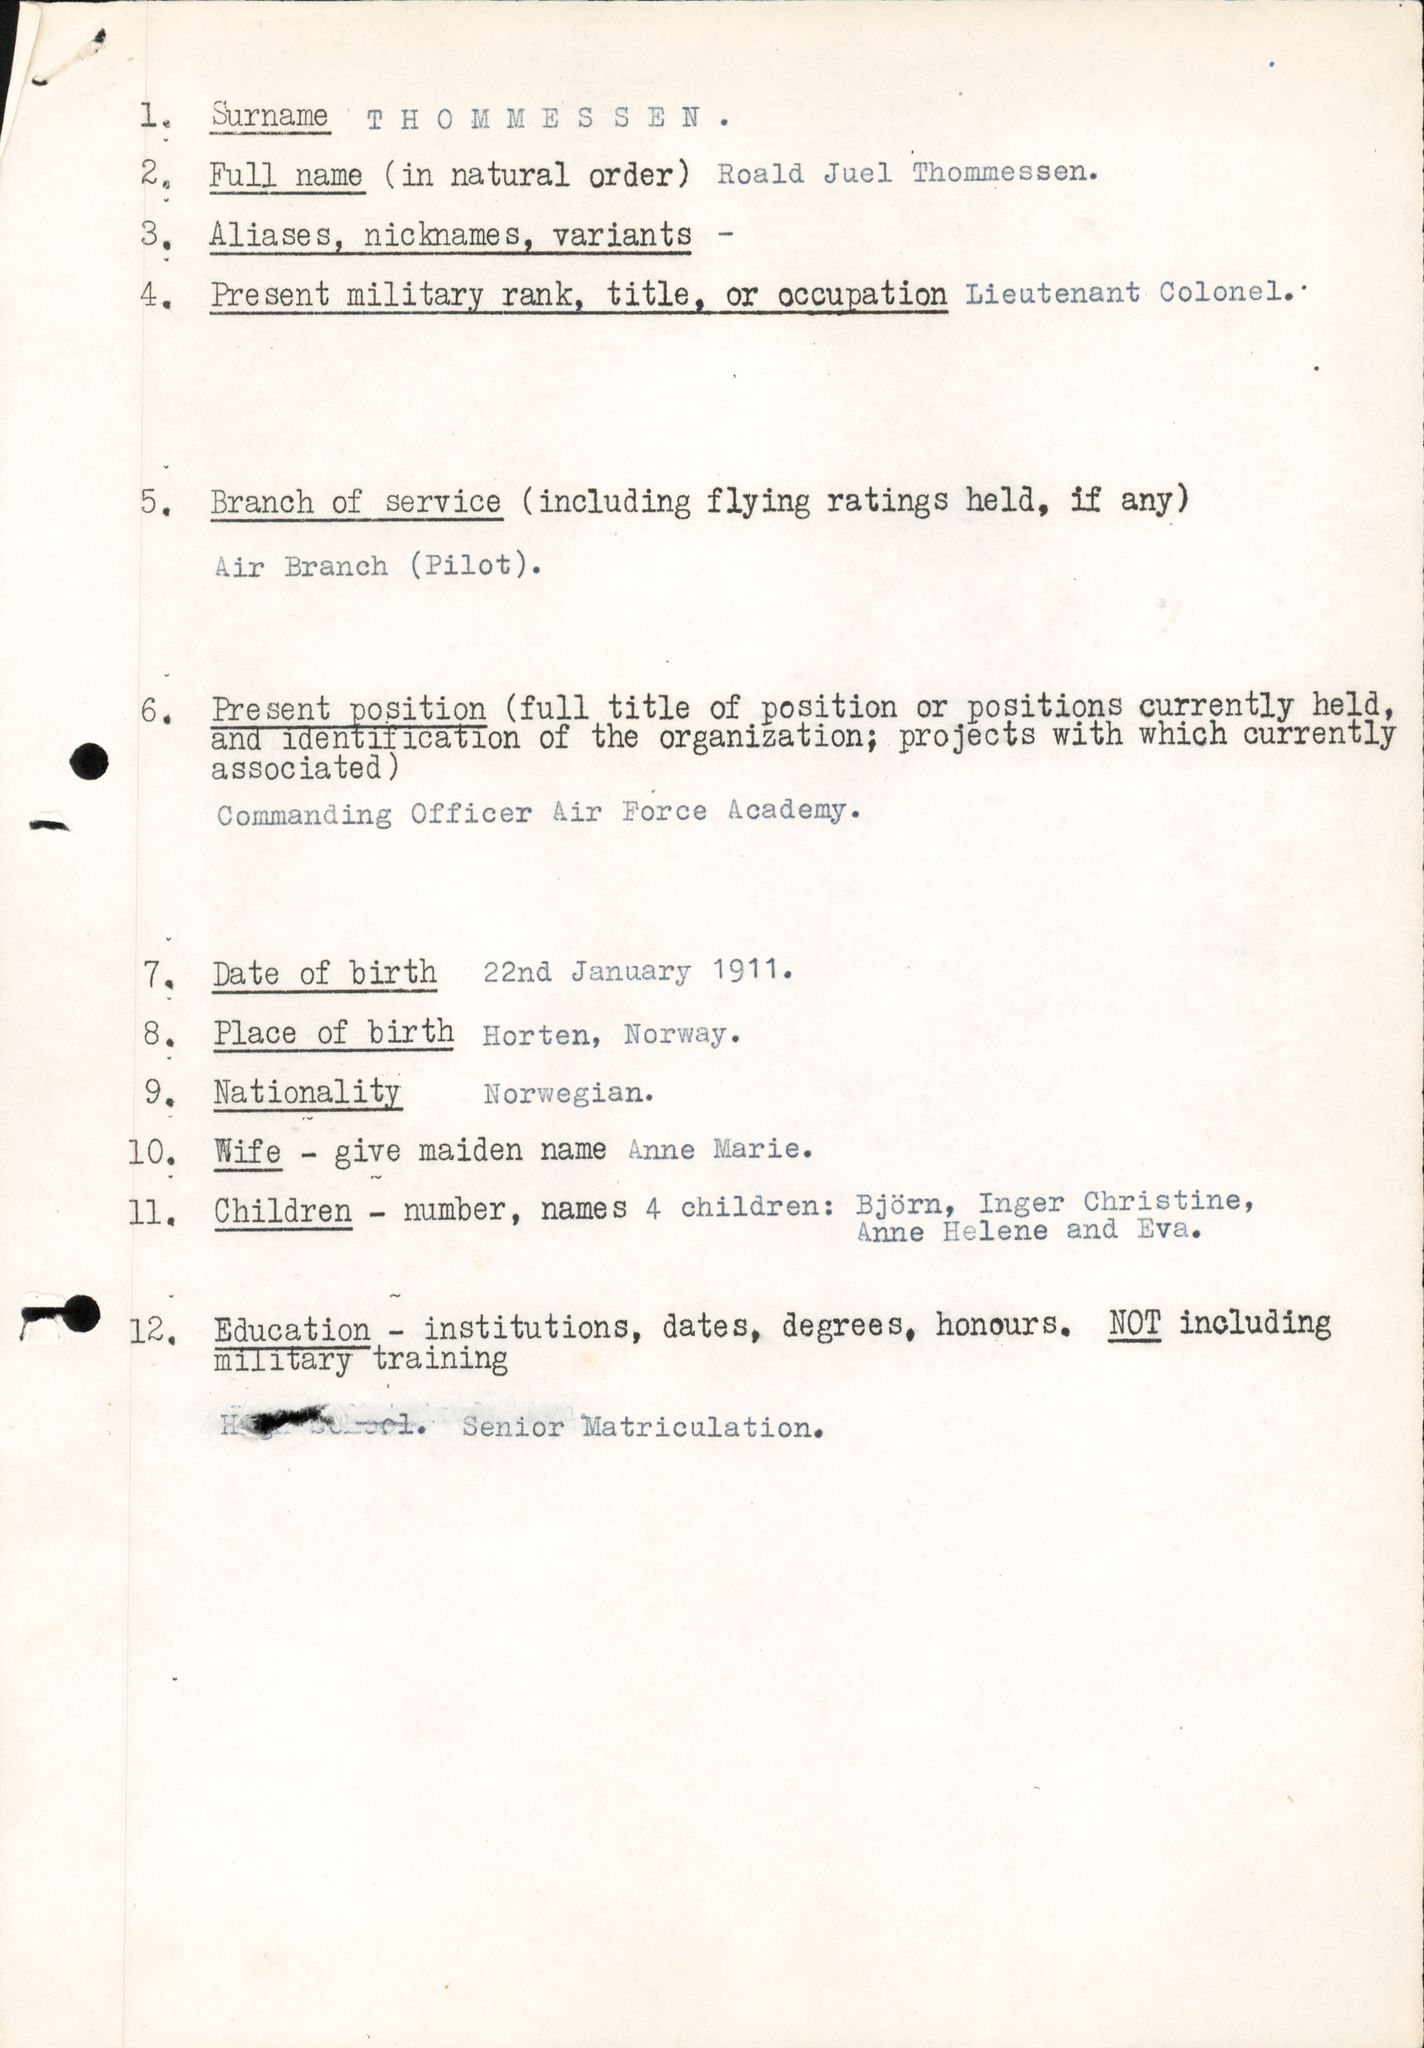 1. Surname T H O M M E S S E N .
2. Full name (in natural order) Roald Juel Thommessen.
3. Aliases, nicknames, variants -
4. Present military rank, title, or occupation Lieutenant Colonel.
5. Branch of service (including flying ratings held, if any)
Air Branch (Pilot).
6. Present position (full title of position or positions currently held,
and identification of the organization; projects with which currently
associated)
Commanding Officer Air Force Academy.
7. Date of birth 22nd January 1911.
8. Place of birth Horten, Norway.
9. Nationality Norwegian.
10. Wife - give maiden name Anne Marie.
11. Children - number, names 4 children: Björn, Inger Christine,
Anne Helene and Eva.
12. Education - institutions, dates, degrees, honours. NOT including
military training
High School. Senior Matriculation.